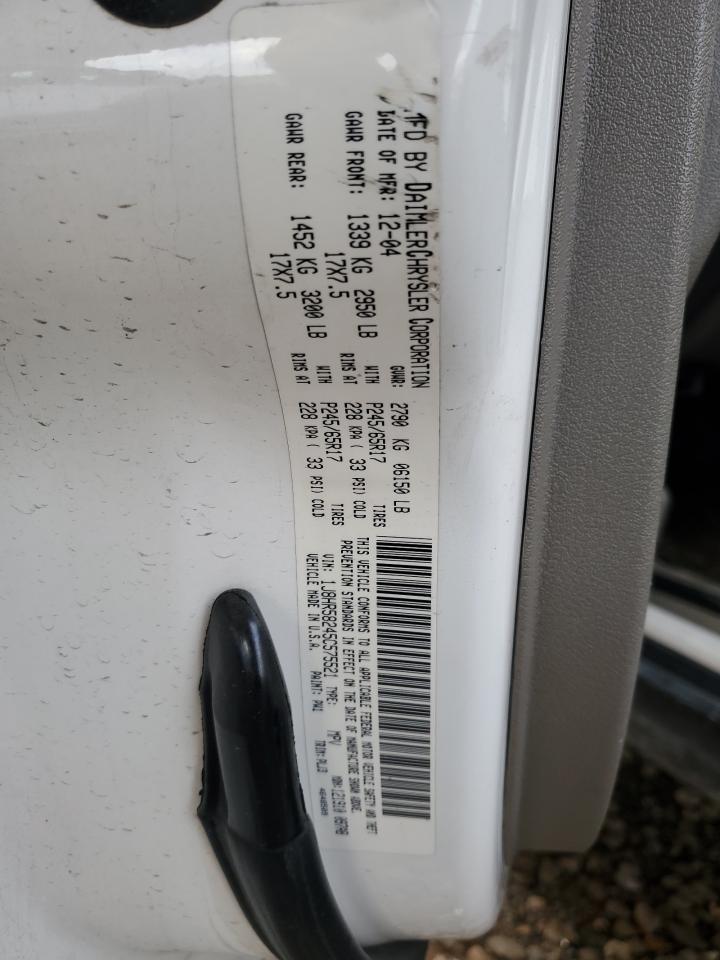 MFD BY DAIMLERCHRYSLER CORPORATION
DATE OF MFR: 12-04 GVWR: 2790 KG 06150 LB
GAWR FRONT: 1339 KG 2950 LB WITH P245/65R17 TIRES
17X7.5 RIMS AT 228 KPA ( 33 PSI) COLD
GAWR REAR: 1452 KG 3200 LB WITH P245/65R17 TIRES
17X7.5 RIMS AT 228 KPA ( 33 PSI) COLD
THIS VEHICLE CONFORMS TO ALL APPLICABLE FEDERAL MOTOR VEHICLE SAFETY AND THEFT
PREVENTION STANDARDS IN EFFECT ON THE DATE OF MANUFACTURE SHOWN ABOVE.
VIN: 1J8HR58245C575521 TYPE: MPV MDH:
VEHICLE MADE IN U.S.A. PAINT: PW1 TRIM: